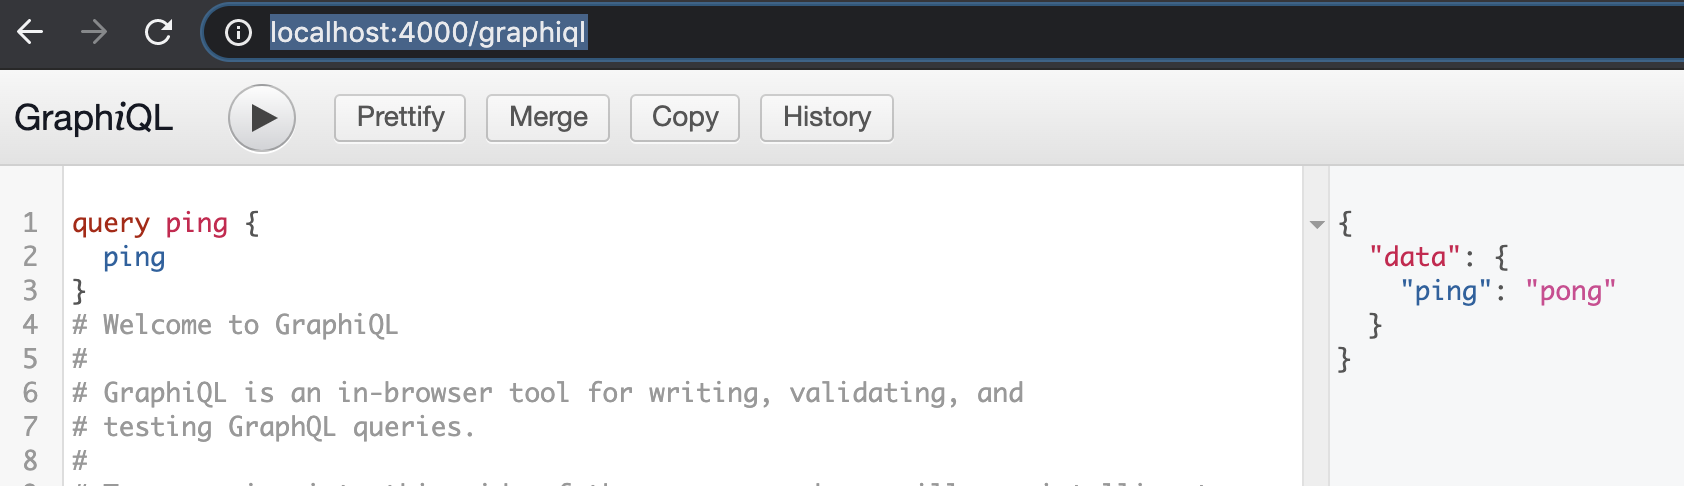 localhost:4000/graphiql
GraphiQL Prettify Merge Copy History
1 query ping {
2 ping
3 }
4 # Welcome to GraphiQL
5 #
6 # GraphiQL is an in-browser tool for writing, validating, and
7 # testing GraphQL queries.
8 #
{
"data": {
"ping": "pong"
}
}